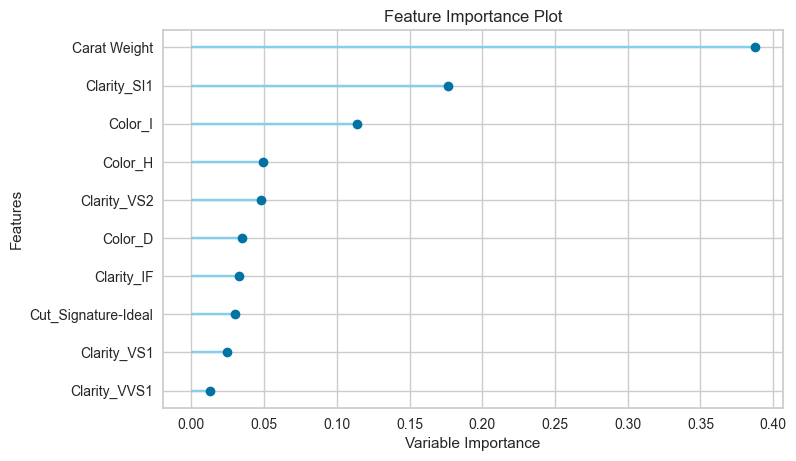 Feature Importance Plot
Carat Weight
Clarity_SI1
Color_I
Color_H
Clarity_VS2
Color_D
Clarity_IF
Cut_Signature-Ideal
Clarity_VS1
Clarity_VVS1
Features
0.00 0.05 0.10 0.15 0.20 0.25 0.30 0.35 0.40
Variable Importance